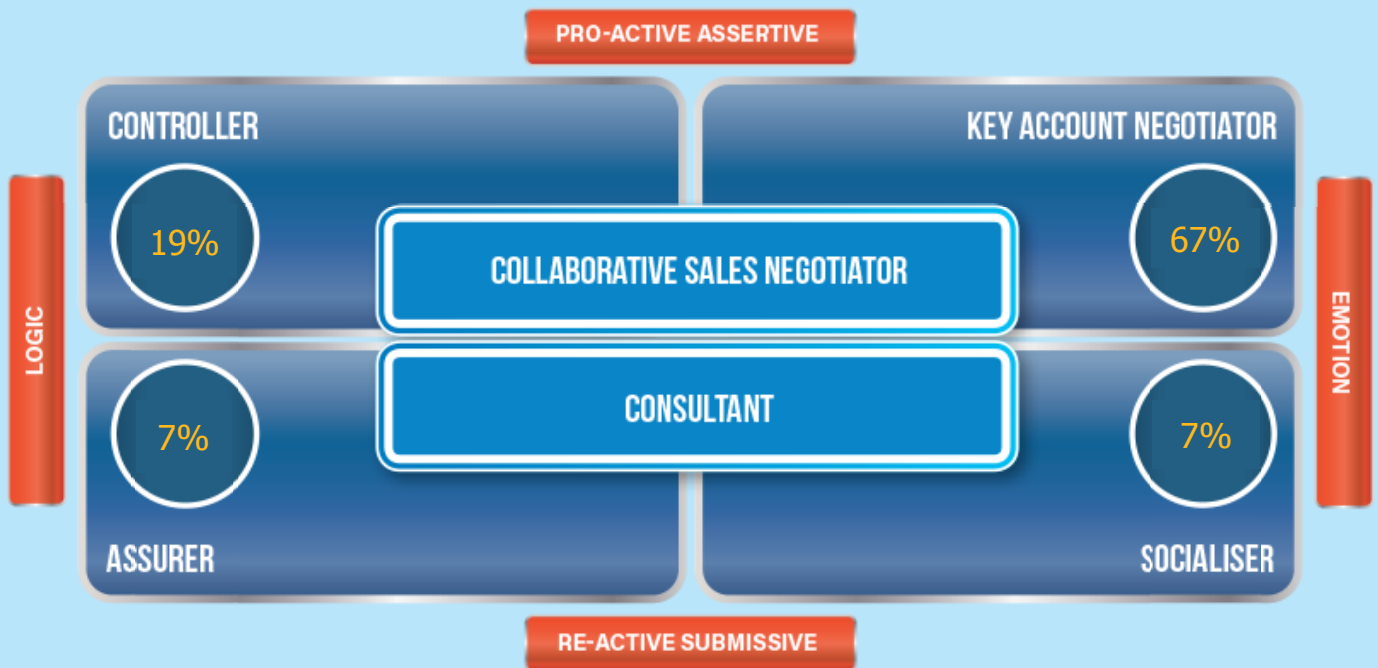 PRO-ACTIVE ASSERTIVE
CONTROLLER
KEY ACCOUNT NEGOTIATOR
19%
67%
COLLABORATIVE SALES NEGOTIATOR
LOGIC
EMOTION
CONSULTANT
7%
7%
ASSURER
SOCIALISER
RE-ACTIVE SUBMISSIVE